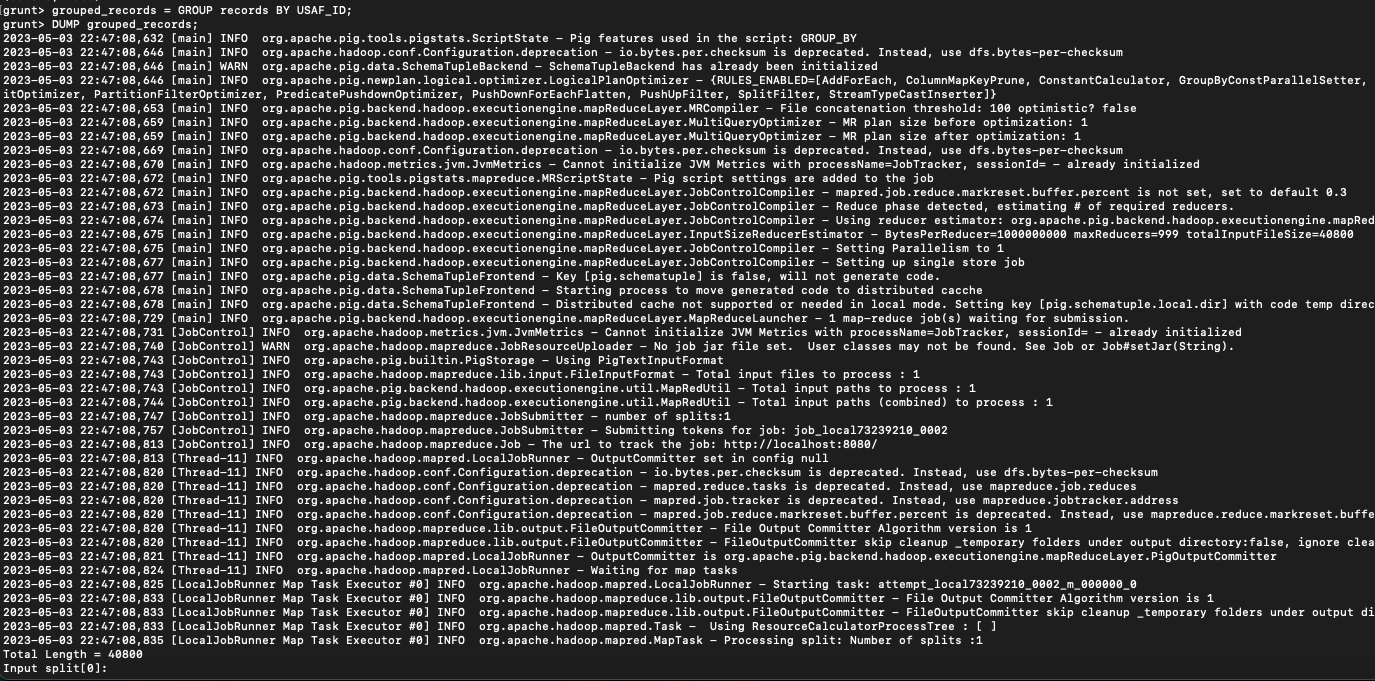 [grunt> grouped_records = GROUP records BY USAF_ID;
grunt> DUMP grouped_records;
2023-05-03 22:47:08,632 [main] INFO  org.apache.pig.tools.pigstats.ScriptState - Pig features used in the script: GROUP_BY
2023-05-03 22:47:08,646 [main] INFO  org.apache.hadoop.conf.Configuration.deprecation - io.bytes.per.checksum is deprecated. Instead, use dfs.bytes-per-checksum
2023-05-03 22:47:08,646 [main] WARN  org.apache.pig.data.SchemaTupleBackend - SchemaTupleBackend has already been initialized
2023-05-03 22:47:08,646 [main] INFO  org.apache.pig.newplan.logical.optimizer.LogicalPlanOptimizer - {RULES_ENABLED=[AddForEach, ColumnMapKeyPrune, ConstantCalculator, GroupByConstParallelSetter,
itOptimizer, PartitionFilterOptimizer, PredicatePushdownOptimizer, PushDownForEachFlatten, PushUpFilter, SplitFilter, StreamTypeCastInserter]}
2023-05-03 22:47:08,653 [main] INFO  org.apache.pig.backend.hadoop.executionengine.mapReduceLayer.MRCompiler - File concatenation threshold: 100 optimistic? false
2023-05-03 22:47:08,659 [main] INFO  org.apache.pig.backend.hadoop.executionengine.mapReduceLayer.MultiQueryOptimizer - MR plan size before optimization: 1
2023-05-03 22:47:08,659 [main] INFO  org.apache.pig.backend.hadoop.executionengine.mapReduceLayer.MultiQueryOptimizer - MR plan size after optimization: 1
2023-05-03 22:47:08,669 [main] INFO  org.apache.hadoop.conf.Configuration.deprecation - io.bytes.per.checksum is deprecated. Instead, use dfs.bytes-per-checksum
2023-05-03 22:47:08,670 [main] INFO  org.apache.hadoop.metrics.jvm.JvmMetrics - Cannot initialize JVM Metrics with processName=JobTracker, sessionId= - already initialized
2023-05-03 22:47:08,672 [main] INFO  org.apache.pig.tools.pigstats.mapreduce.MRScriptState - Pig script settings are added to the job
2023-05-03 22:47:08,672 [main] INFO  org.apache.pig.backend.hadoop.executionengine.mapReduceLayer.JobControlCompiler - mapred.job.reduce.markreset.buffer.percent is not set, set to default 0.3
2023-05-03 22:47:08,673 [main] INFO  org.apache.pig.backend.hadoop.executionengine.mapReduceLayer.JobControlCompiler - Reduce phase detected, estimating # of required reducers.
2023-05-03 22:47:08,674 [main] INFO  org.apache.pig.backend.hadoop.executionengine.mapReduceLayer.JobControlCompiler - Using reducer estimator: org.apache.pig.backend.hadoop.executionengine.mapRed
2023-05-03 22:47:08,675 [main] INFO  org.apache.pig.backend.hadoop.executionengine.mapReduceLayer.InputSizeReducerEstimator - BytesPerReducer=1000000000 maxReducers=999 totalInputFileSize=40800
2023-05-03 22:47:08,675 [main] INFO  org.apache.pig.backend.hadoop.executionengine.mapReduceLayer.JobControlCompiler - Setting Parallelism to 1
2023-05-03 22:47:08,677 [main] INFO  org.apache.pig.backend.hadoop.executionengine.mapReduceLayer.JobControlCompiler - Setting up single store job
2023-05-03 22:47:08,677 [main] INFO  org.apache.pig.data.SchemaTupleFrontend - Key [pig.schematuple] is false, will not generate code.
2023-05-03 22:47:08,678 [main] INFO  org.apache.pig.data.SchemaTupleFrontend - Starting process to move generated code to distributed cacche
2023-05-03 22:47:08,678 [main] INFO  org.apache.pig.data.SchemaTupleFrontend - Distributed cache not supported or needed in local mode. Setting key [pig.schematuple.local.dir] with code temp direc
2023-05-03 22:47:08,729 [main] INFO  org.apache.pig.backend.hadoop.executionengine.mapReduceLayer.MapReduceLauncher - 1 map-reduce job(s) waiting for submission.
2023-05-03 22:47:08,731 [JobControl] INFO  org.apache.hadoop.metrics.jvm.JvmMetrics - Cannot initialize JVM Metrics with processName=JobTracker, sessionId= - already initialized
2023-05-03 22:47:08,740 [JobControl] WARN  org.apache.hadoop.mapreduce.JobResourceUploader - No job jar file set.  User classes may not be found. See Job or Job#setJar(String).
2023-05-03 22:47:08,743 [JobControl] INFO  org.apache.pig.builtin.PigStorage - Using PigTextInputFormat
2023-05-03 22:47:08,743 [JobControl] INFO  org.apache.hadoop.mapreduce.lib.input.FileInputFormat - Total input files to process : 1
2023-05-03 22:47:08,743 [JobControl] INFO  org.apache.pig.backend.hadoop.executionengine.util.MapRedUtil - Total input paths to process : 1
2023-05-03 22:47:08,744 [JobControl] INFO  org.apache.pig.backend.hadoop.executionengine.util.MapRedUtil - Total input paths (combined) to process : 1
2023-05-03 22:47:08,747 [JobControl] INFO  org.apache.hadoop.mapreduce.JobSubmitter - number of splits:1
2023-05-03 22:47:08,757 [JobControl] INFO  org.apache.hadoop.mapreduce.JobSubmitter - Submitting tokens for job: job_local73239210_0002
2023-05-03 22:47:08,813 [JobControl] INFO  org.apache.hadoop.mapreduce.Job - The url to track the job: http://localhost:8080/
2023-05-03 22:47:08,813 [Thread-11] INFO  org.apache.hadoop.mapred.LocalJobRunner - OutputCommitter set in config null
2023-05-03 22:47:08,820 [Thread-11] INFO  org.apache.hadoop.conf.Configuration.deprecation - io.bytes.per.checksum is deprecated. Instead, use dfs.bytes-per-checksum
2023-05-03 22:47:08,820 [Thread-11] INFO  org.apache.hadoop.conf.Configuration.deprecation - mapred.reduce.tasks is deprecated. Instead, use mapreduce.job.reduces
2023-05-03 22:47:08,820 [Thread-11] INFO  org.apache.hadoop.conf.Configuration.deprecation - mapred.job.tracker is deprecated. Instead, use mapreduce.jobtracker.address
2023-05-03 22:47:08,820 [Thread-11] INFO  org.apache.hadoop.conf.Configuration.deprecation - mapred.job.reduce.markreset.buffer.percent is deprecated. Instead, use mapreduce.reduce.markreset.buffe
2023-05-03 22:47:08,820 [Thread-11] INFO  org.apache.hadoop.mapreduce.lib.output.FileOutputCommitter - File Output Committer Algorithm version is 1
2023-05-03 22:47:08,820 [Thread-11] INFO  org.apache.hadoop.mapreduce.lib.output.FileOutputCommitter - FileOutputCommitter skip cleanup _temporary folders under output directory:false, ignore clea
2023-05-03 22:47:08,821 [Thread-11] INFO  org.apache.hadoop.mapred.LocalJobRunner - OutputCommitter is org.apache.pig.backend.hadoop.executionengine.mapReduceLayer.PigOutputCommitter
2023-05-03 22:47:08,824 [Thread-11] INFO  org.apache.hadoop.mapred.LocalJobRunner - Waiting for map tasks
2023-05-03 22:47:08,825 [LocalJobRunner Map Task Executor #0] INFO  org.apache.hadoop.mapred.LocalJobRunner - Starting task: attempt_local73239210_0002_m_000000_0
2023-05-03 22:47:08,833 [LocalJobRunner Map Task Executor #0] INFO  org.apache.hadoop.mapreduce.lib.output.FileOutputCommitter - File Output Committer Algorithm version is 1
2023-05-03 22:47:08,833 [LocalJobRunner Map Task Executor #0] INFO  org.apache.hadoop.mapreduce.lib.output.FileOutputCommitter - FileOutputCommitter skip cleanup _temporary folders under output di
2023-05-03 22:47:08,833 [LocalJobRunner Map Task Executor #0] INFO  org.apache.hadoop.mapred.Task -  Using ResourceCalculatorProcessTree : [ ]
2023-05-03 22:47:08,835 [LocalJobRunner Map Task Executor #0] INFO  org.apache.hadoop.mapred.MapTask - Processing split: Number of splits :1
Total Length = 40800
Input split[0]: